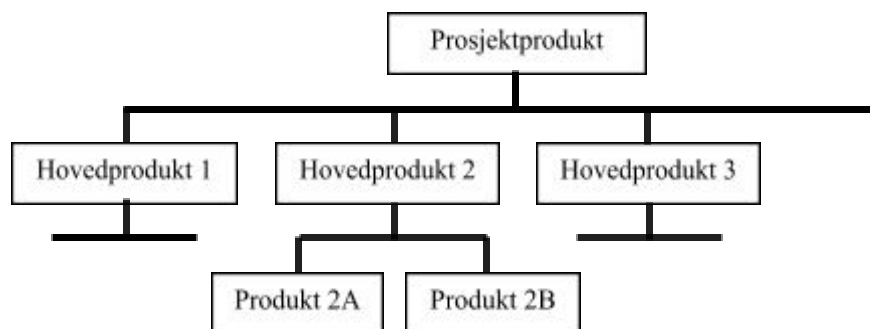 Prosjektprodukt
Hovedprodukt 1
Hovedprodukt 2
Hovedprodukt 3
Produkt 2A
Produkt 2B